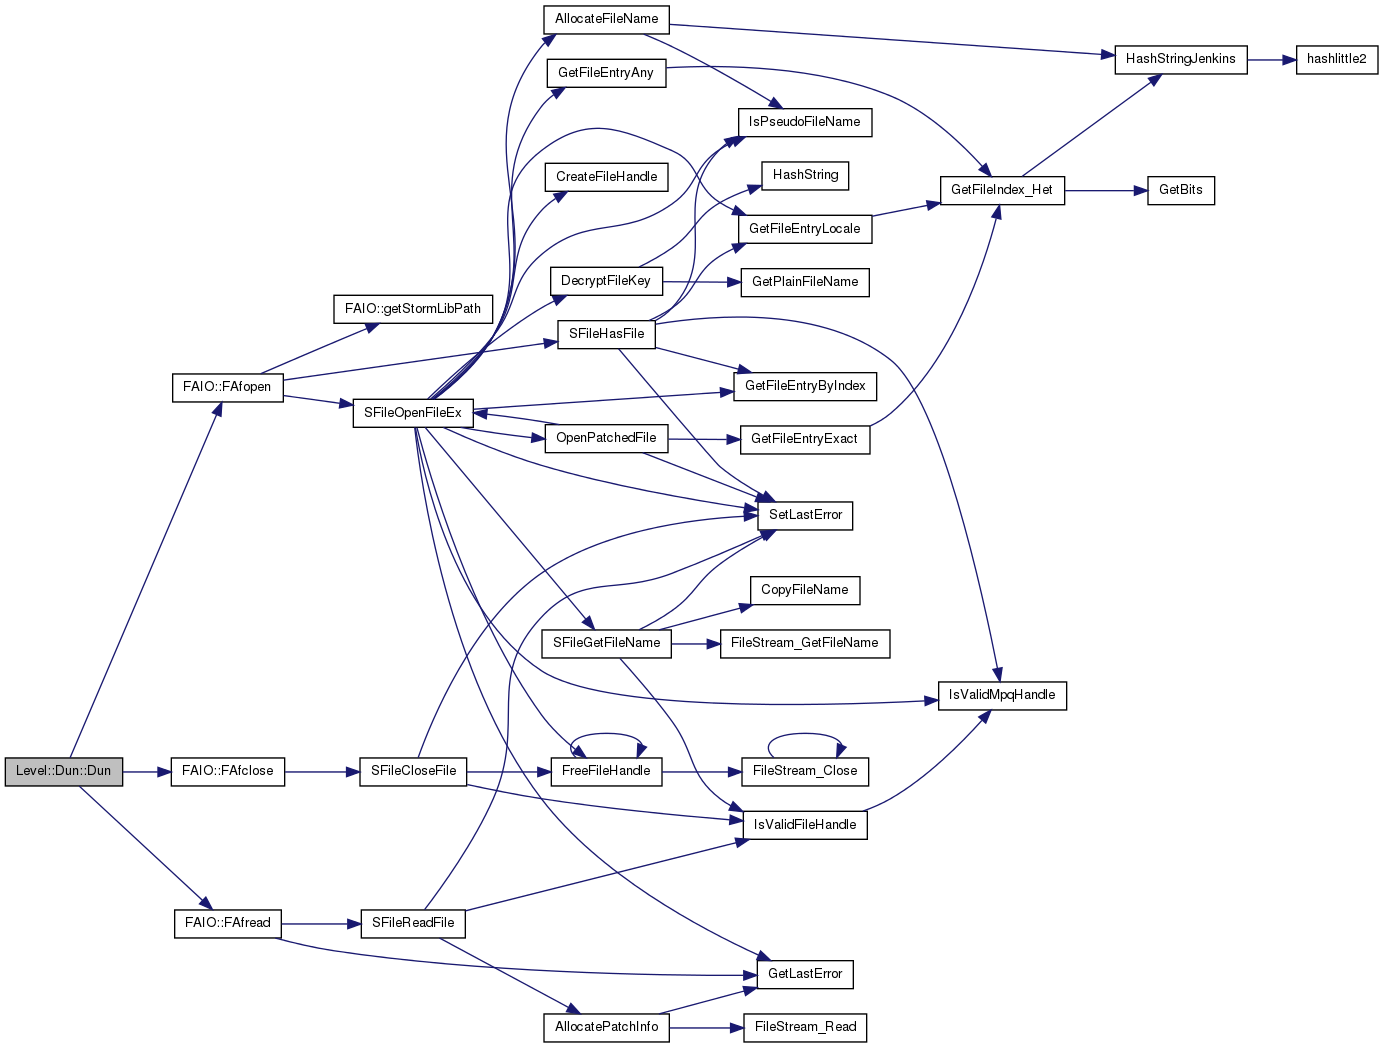 AllocateFileName
HashStringJenkins
hashlittle2
GetFileEntryAny
IsPseudoFileName
CreateFileHandle
HashString
GetFileIndex_Het
GetBits
GetFileEntryLocale
DecryptFileKey
GetPlainFileName
FAIO::getStormLibPath
SFileHasFile
FAIO::FAfopen
GetFileEntryByIndex
SFileOpenFileEx
OpenPatchedFile
GetFileEntryExact
SetLastError
CopyFileName
SFileGetFileName
FileStream_GetFileName
IsValidMpqHandle
Level::Dun::Dun
FAIO::FAfclose
SFileCloseFile
FreeFileHandle
FileStream_Close
IsValidFileHandle
FAIO::FAfread
SFileReadFile
GetLastError
AllocatePatchInfo
FileStream_Read